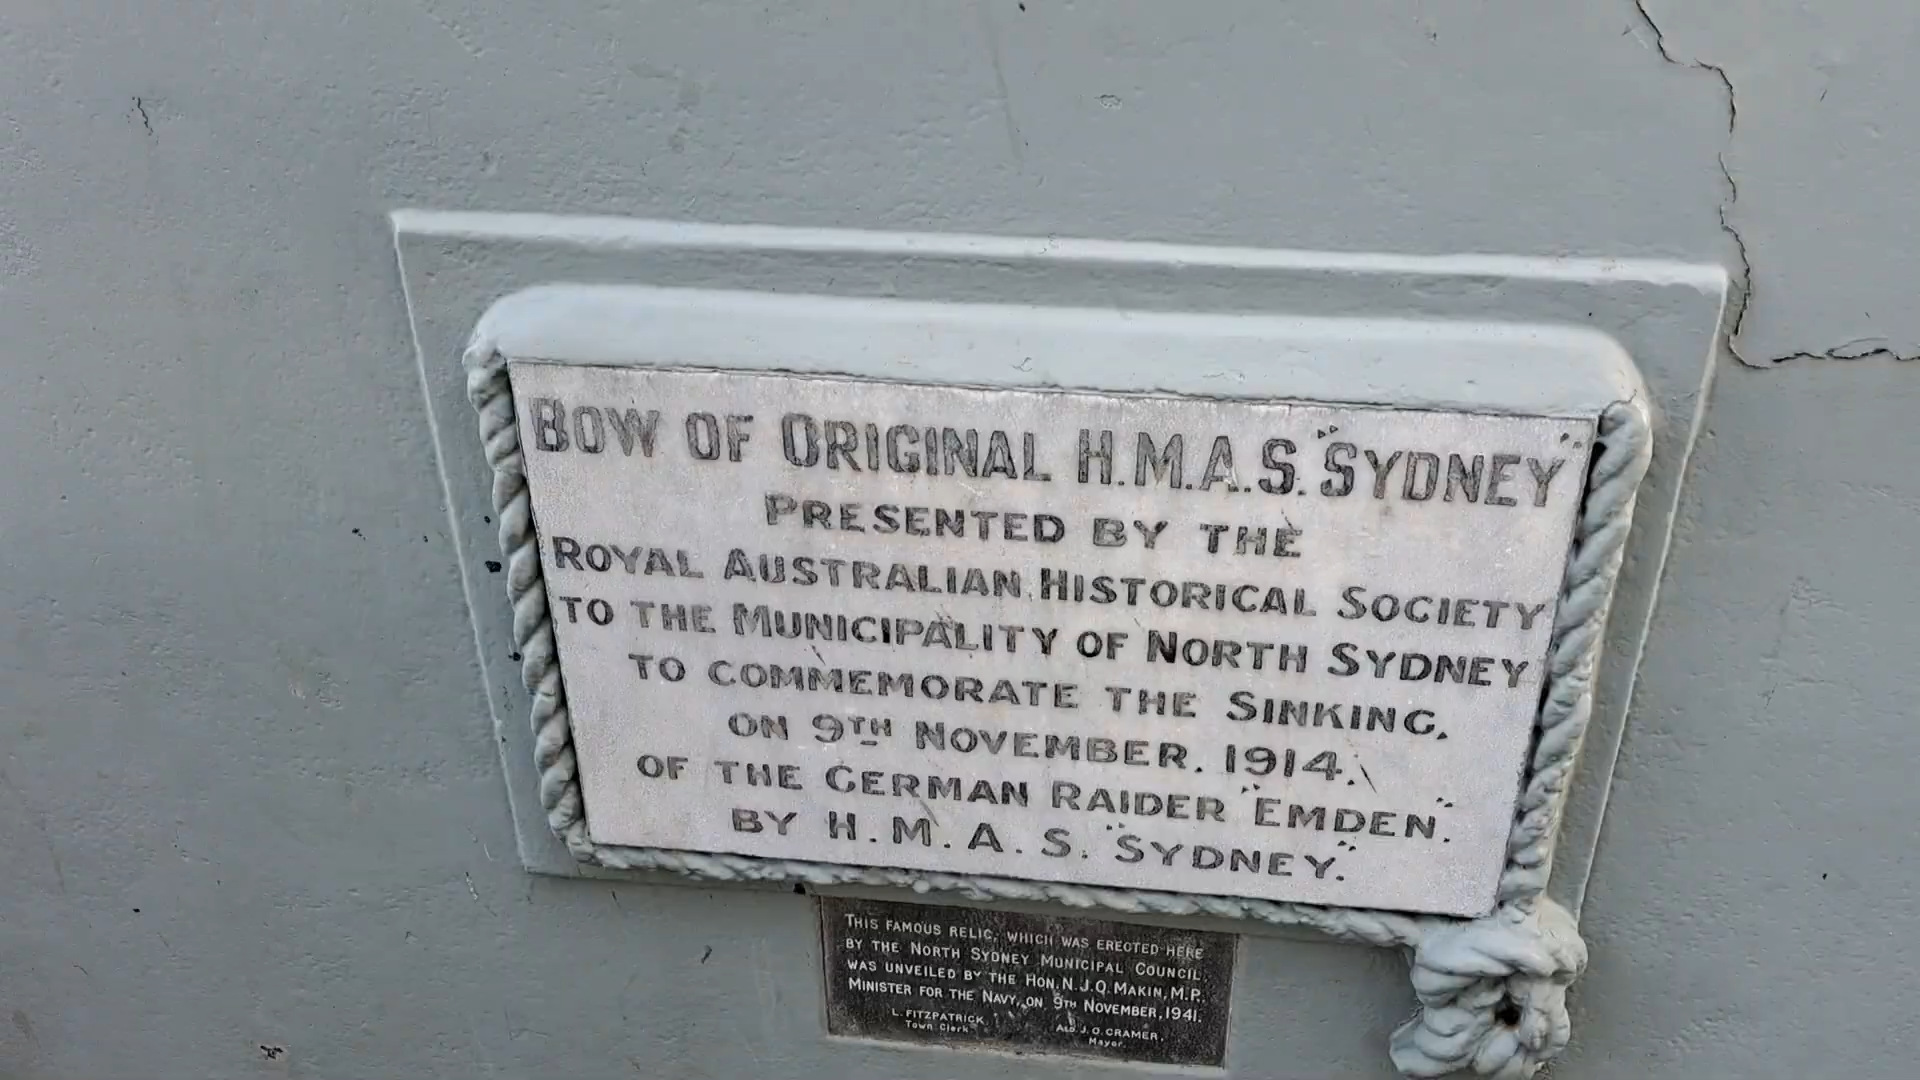 BOW OF ORIGINAL H.M.A.S. "SYDNEY"
PRESENTED BY THE
ROYAL AUSTRALIAN HISTORICAL SOCIETY
TO THE MUNICIPALITY OF NORTH SYDNEY
TO COMMEMORATE THE SINKING,
ON 9TH NOVEMBER. 1914.
OF THE GERMAN RAIDER "EMDEN".
BY H.M.A.S. "SYDNEY".
THIS FAMOUS RELIC, WHICH WAS ERECTED HERE
BY THE NORTH SYDNEY MUNICIPAL COUNCIL,
WAS UNVEILED BY THE HON. N.J.O. MAKIN, M.P.
MINISTER FOR THE NAVY, ON 9TH NOVEMBER, 1941.
L. FITZPATRICK
Town Clerk
ALD. J.O. CRAMER,
Mayor